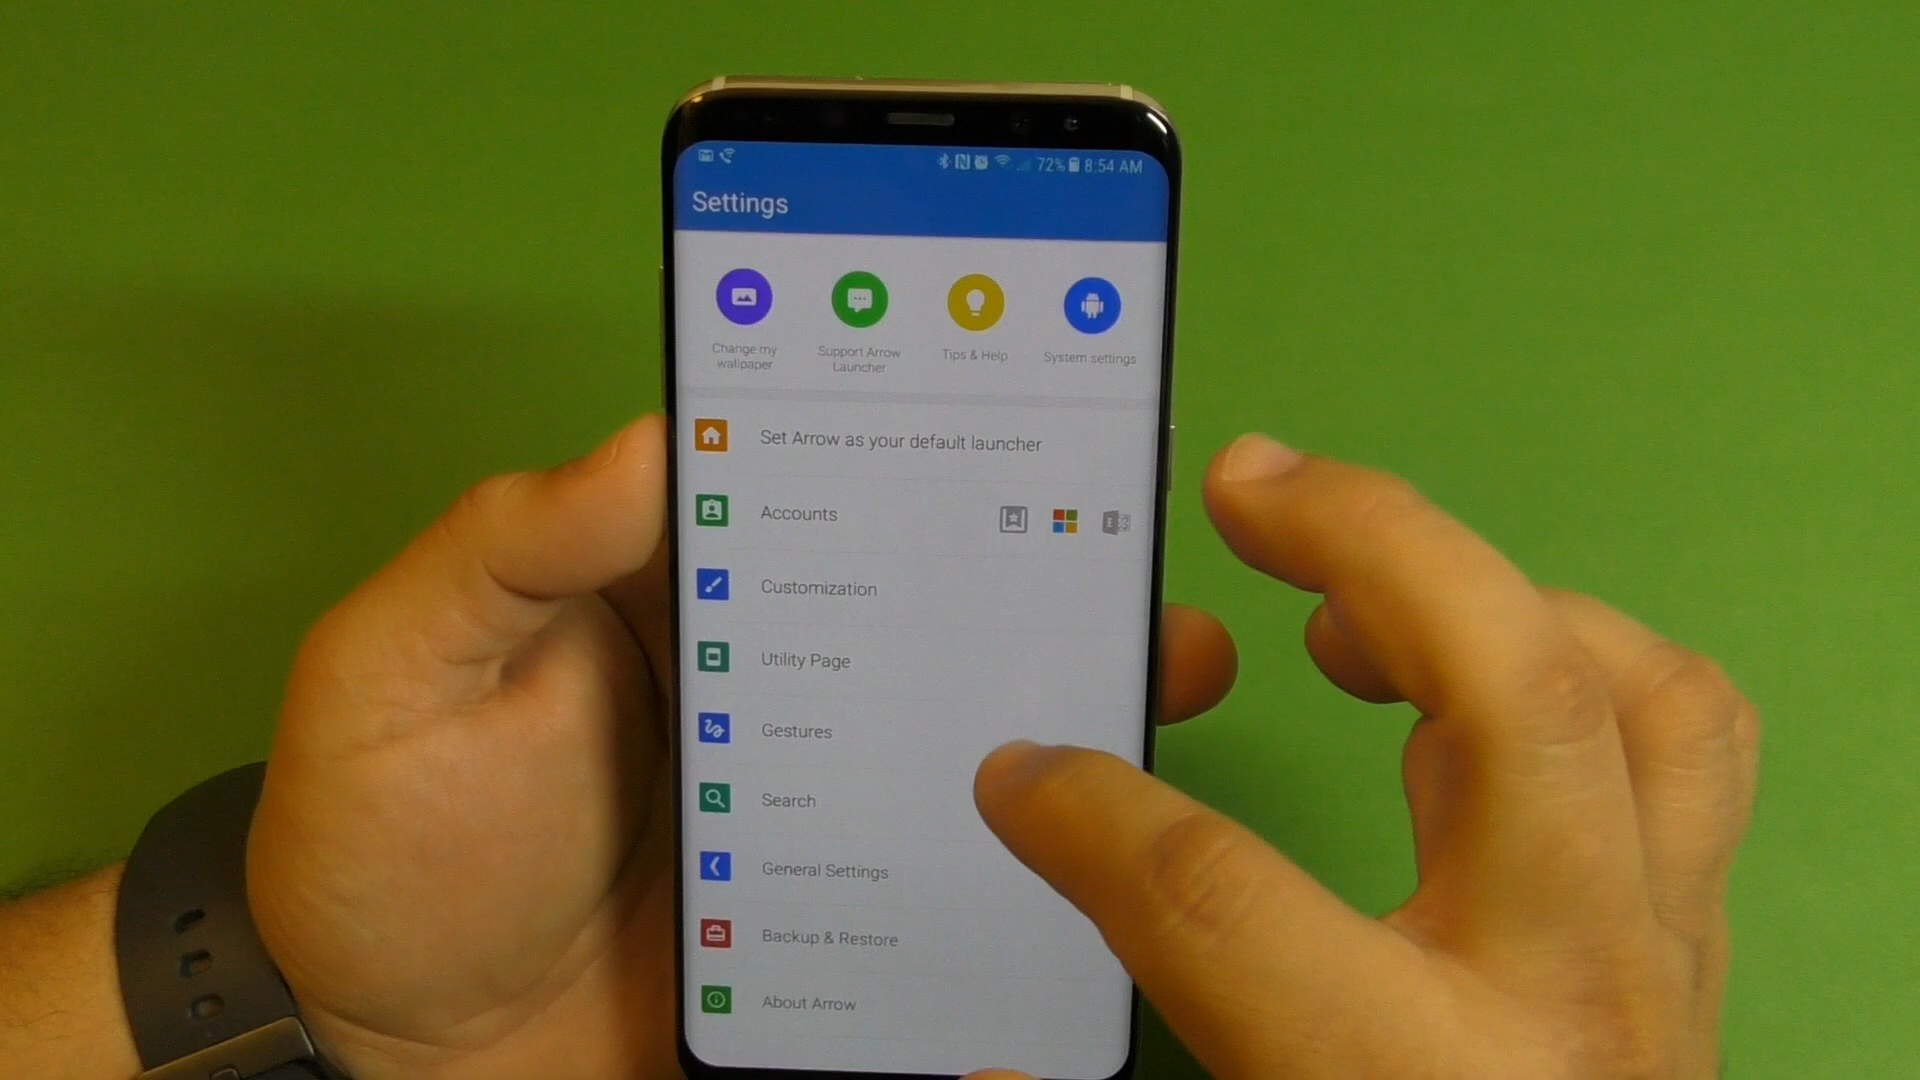 72% 8:54 AM
Settings
Change my
wallpaper
Support Arrow
Launcher
Tips & Help
System settings
Set Arrow as your default launcher
Accounts
Customization
Utility Page
Gestures
Search
General Settings
Backup & Restore
About Arrow